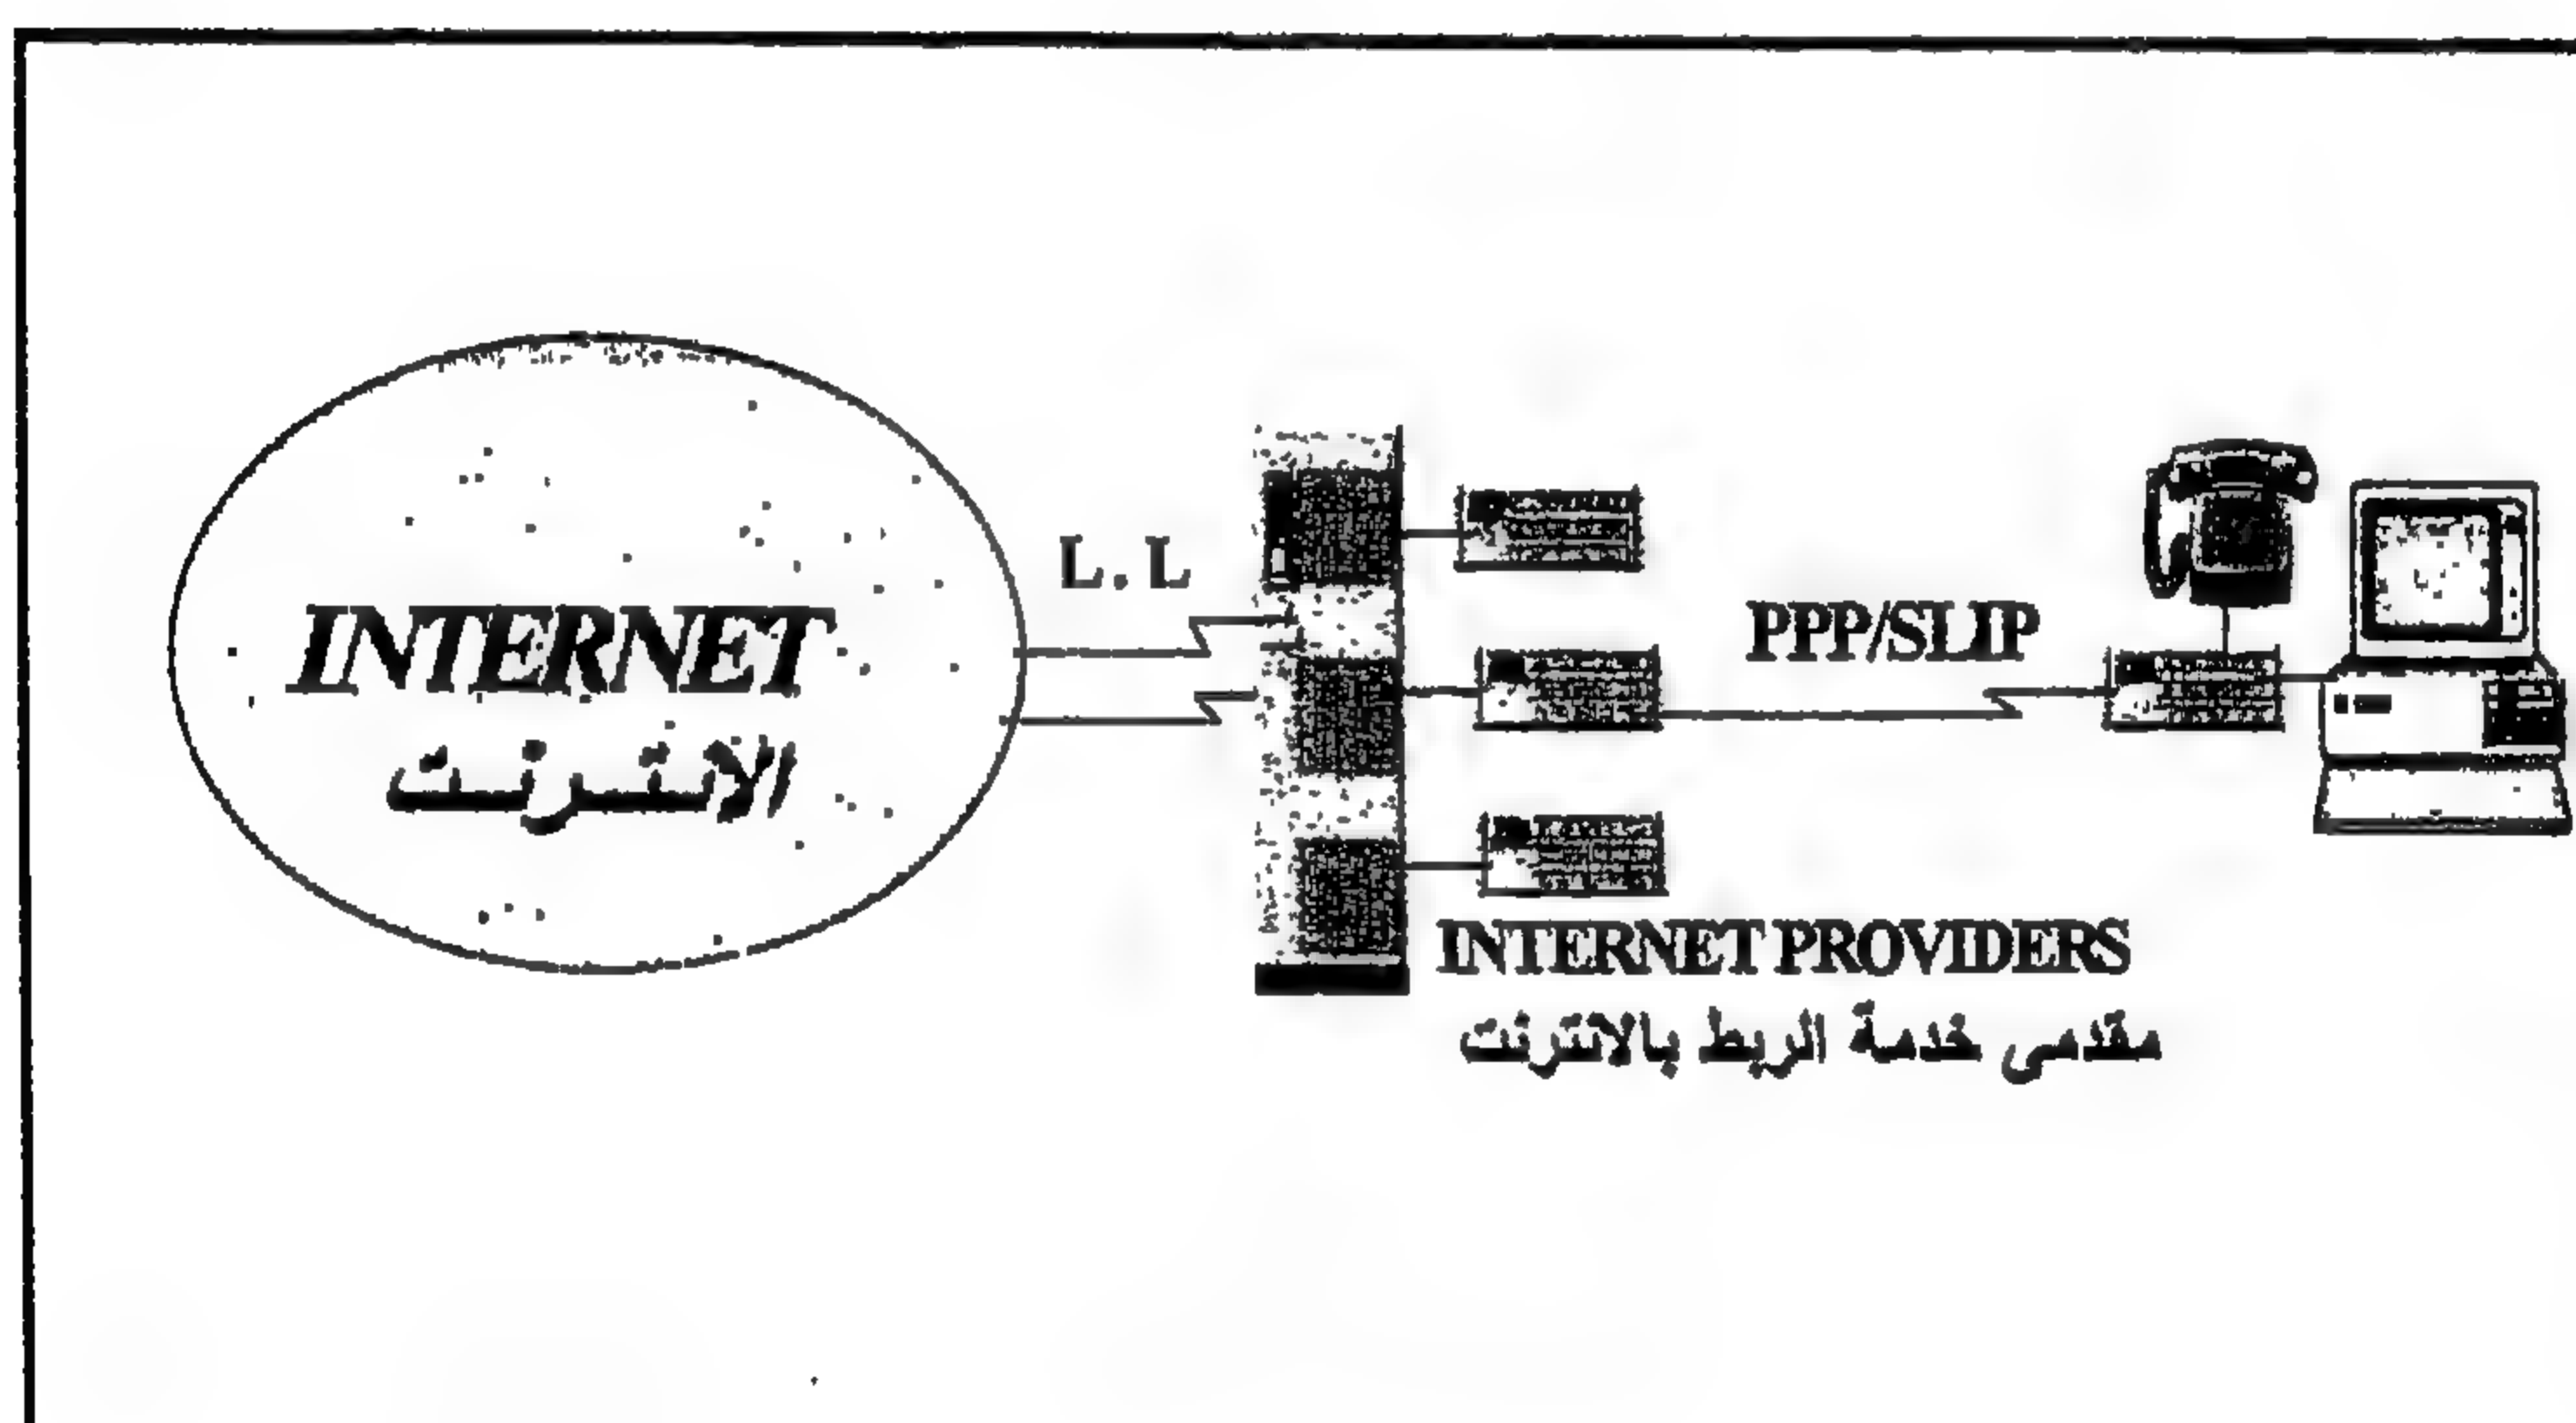 INTERNET
الانترنت
L.L
PPP/SLIP
INTERNET PROVIDERS
مقدمى خدمة الربط بالانترنت